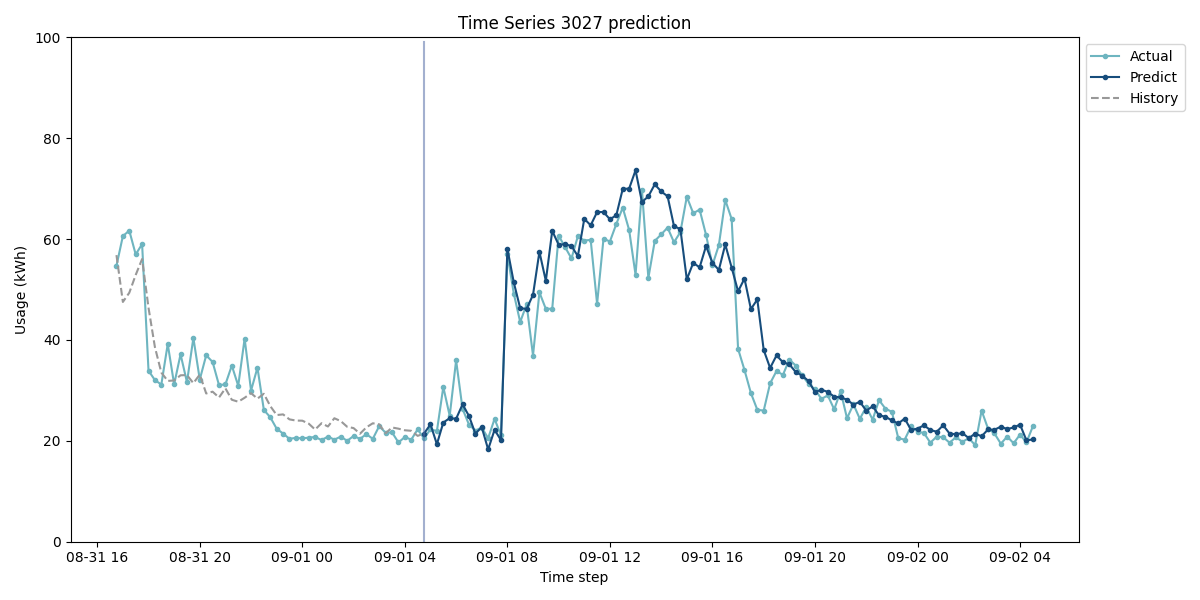 Time Series 3027 prediction
100
80
60
40
20
0
Usage (kWh)
08-31 16
08-31 20
09-01 00
09-01 04
09-01 08
09-01 12
09-01 16
09-01 20
09-02 00
09-02 04
Time step
Actual
Predict
History